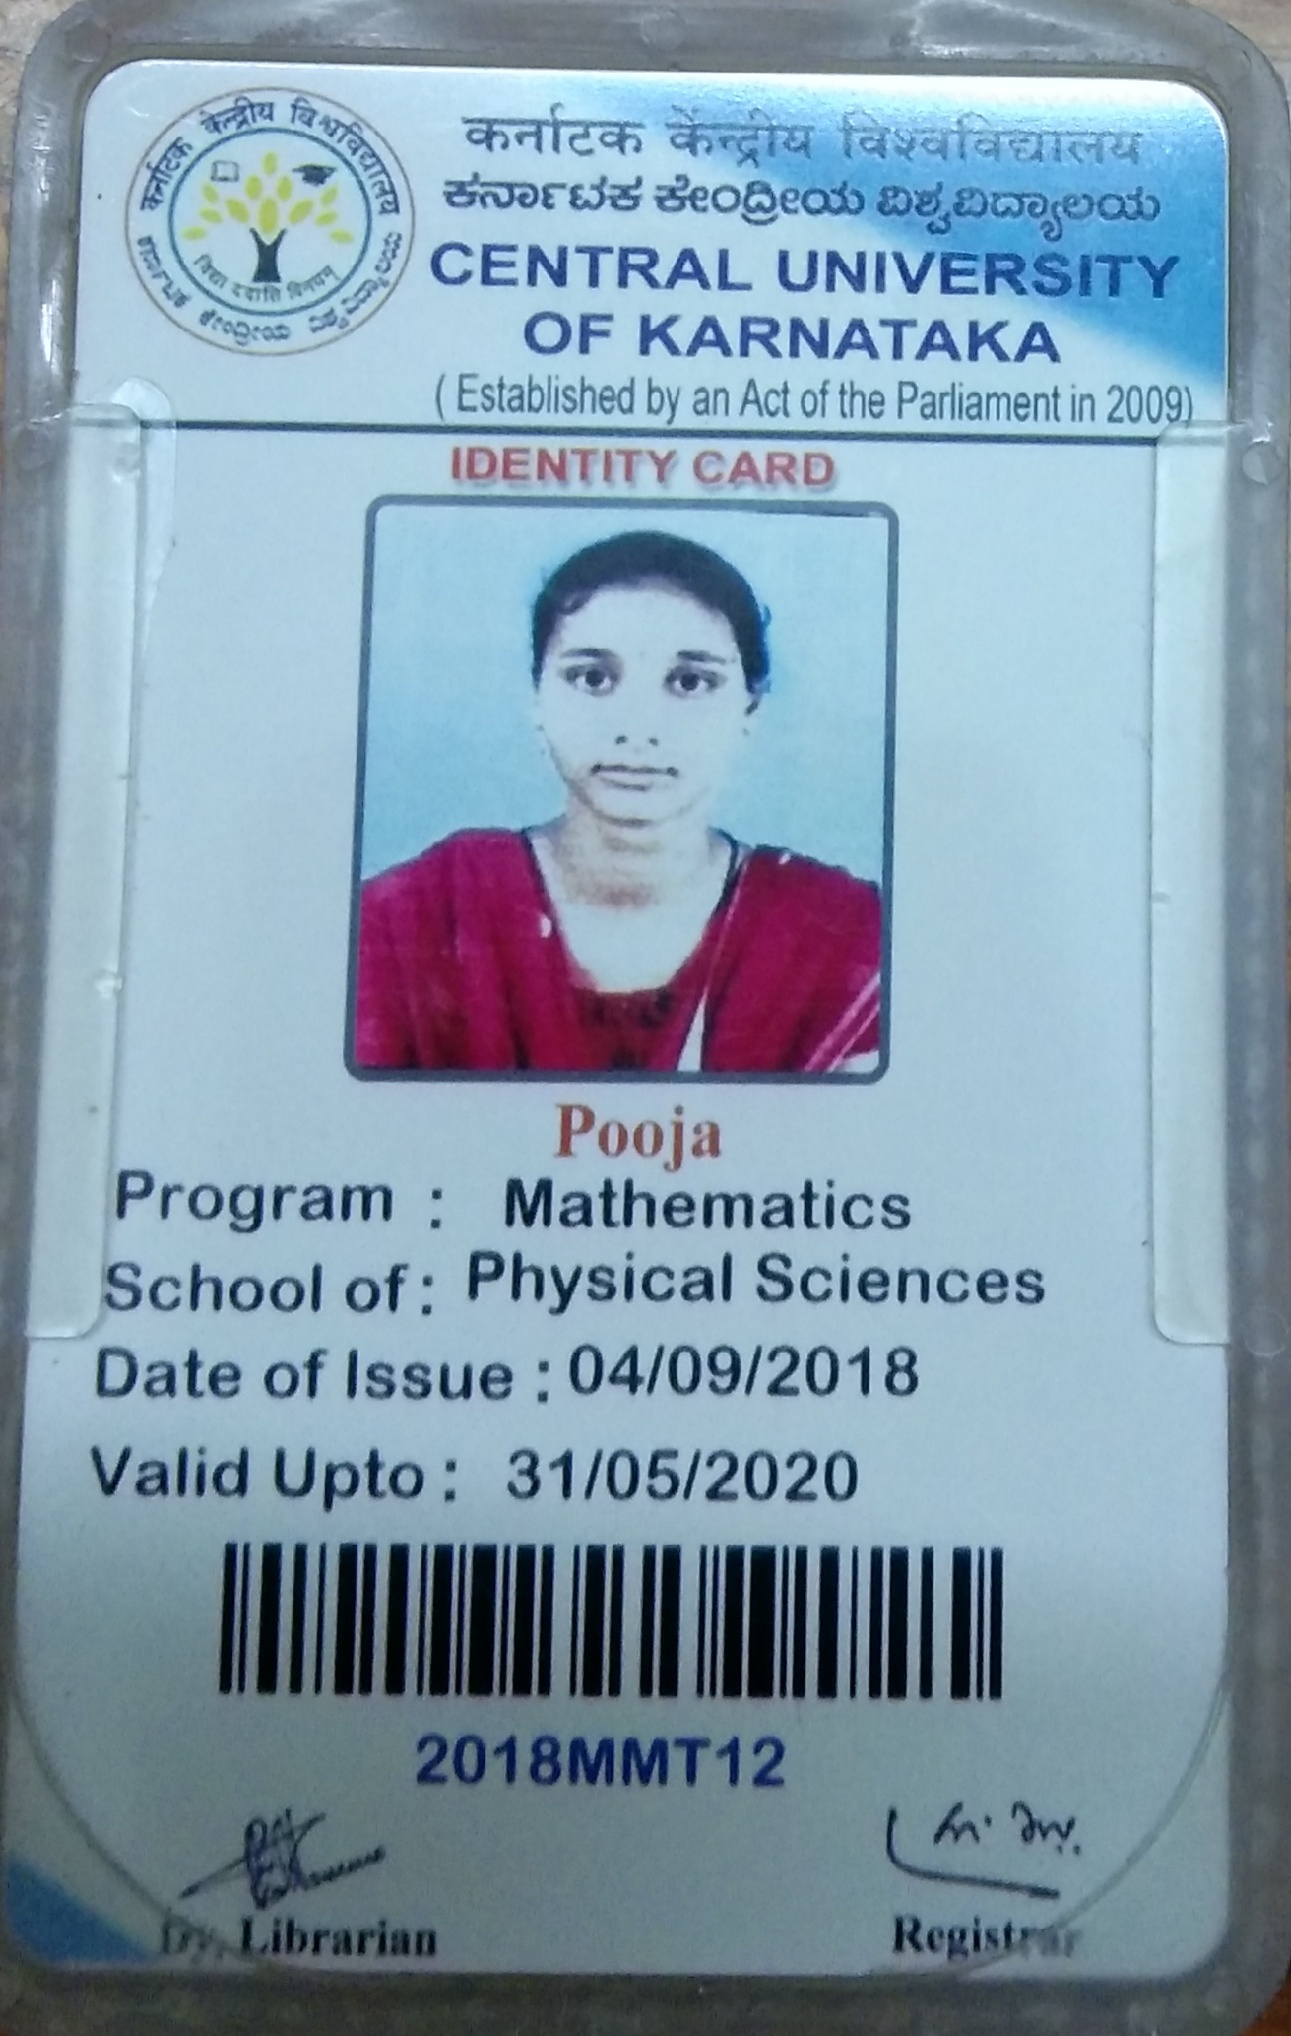 कर्नाटक केन्द्रीय विश्वविद्यालय
ಕರ್ನಾಟಕ ಕೇಂದ್ರೀಯ ವಿಶ್ವವಿದ್ಯಾಲಯ
विद्या ददाति विनयम्
कर्नाटक केंन्द्रीय विश्वविद्यालय
ಕರ್ನಾಟಕ ಕೇಂದ್ರೀಯ ವಿಶ್ವವಿದ್ಯಾಲಯ
CENTRAL UNIVERSITY
OF KARNATAKA
( Established by an Act of the Parliament in 2009)
IDENTITY CARD
Pooja
Program : Mathematics
School of : Physical Sciences
Date of Issue : 04/09/2018
Valid Upto : 31/05/2020
2018MMT12
Dy. Librarian Registrar